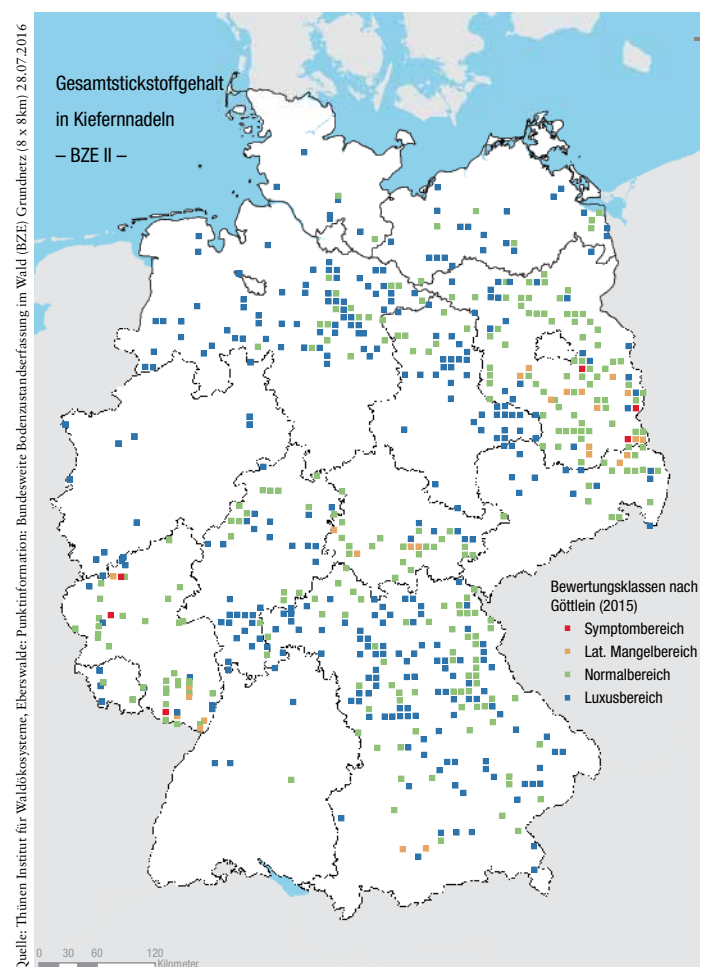 Gesamtstickstoffgehalt
in Kiefernnadeln
– BZE II –
Bewertungsklassen nach
Göttlein (2015)
Symptombereich
Lat. Mangelbereich
Normalbereich
Luxusbereich
0 30 60 120
Kilometer
Quelle: Thünen Institut für Waldökosysteme, Eberswalde: Punktinformation: Bundesweite Bodenzustandserfassung im Wald (BZE) Grundnetz (8 x 8km) 28.07.2016